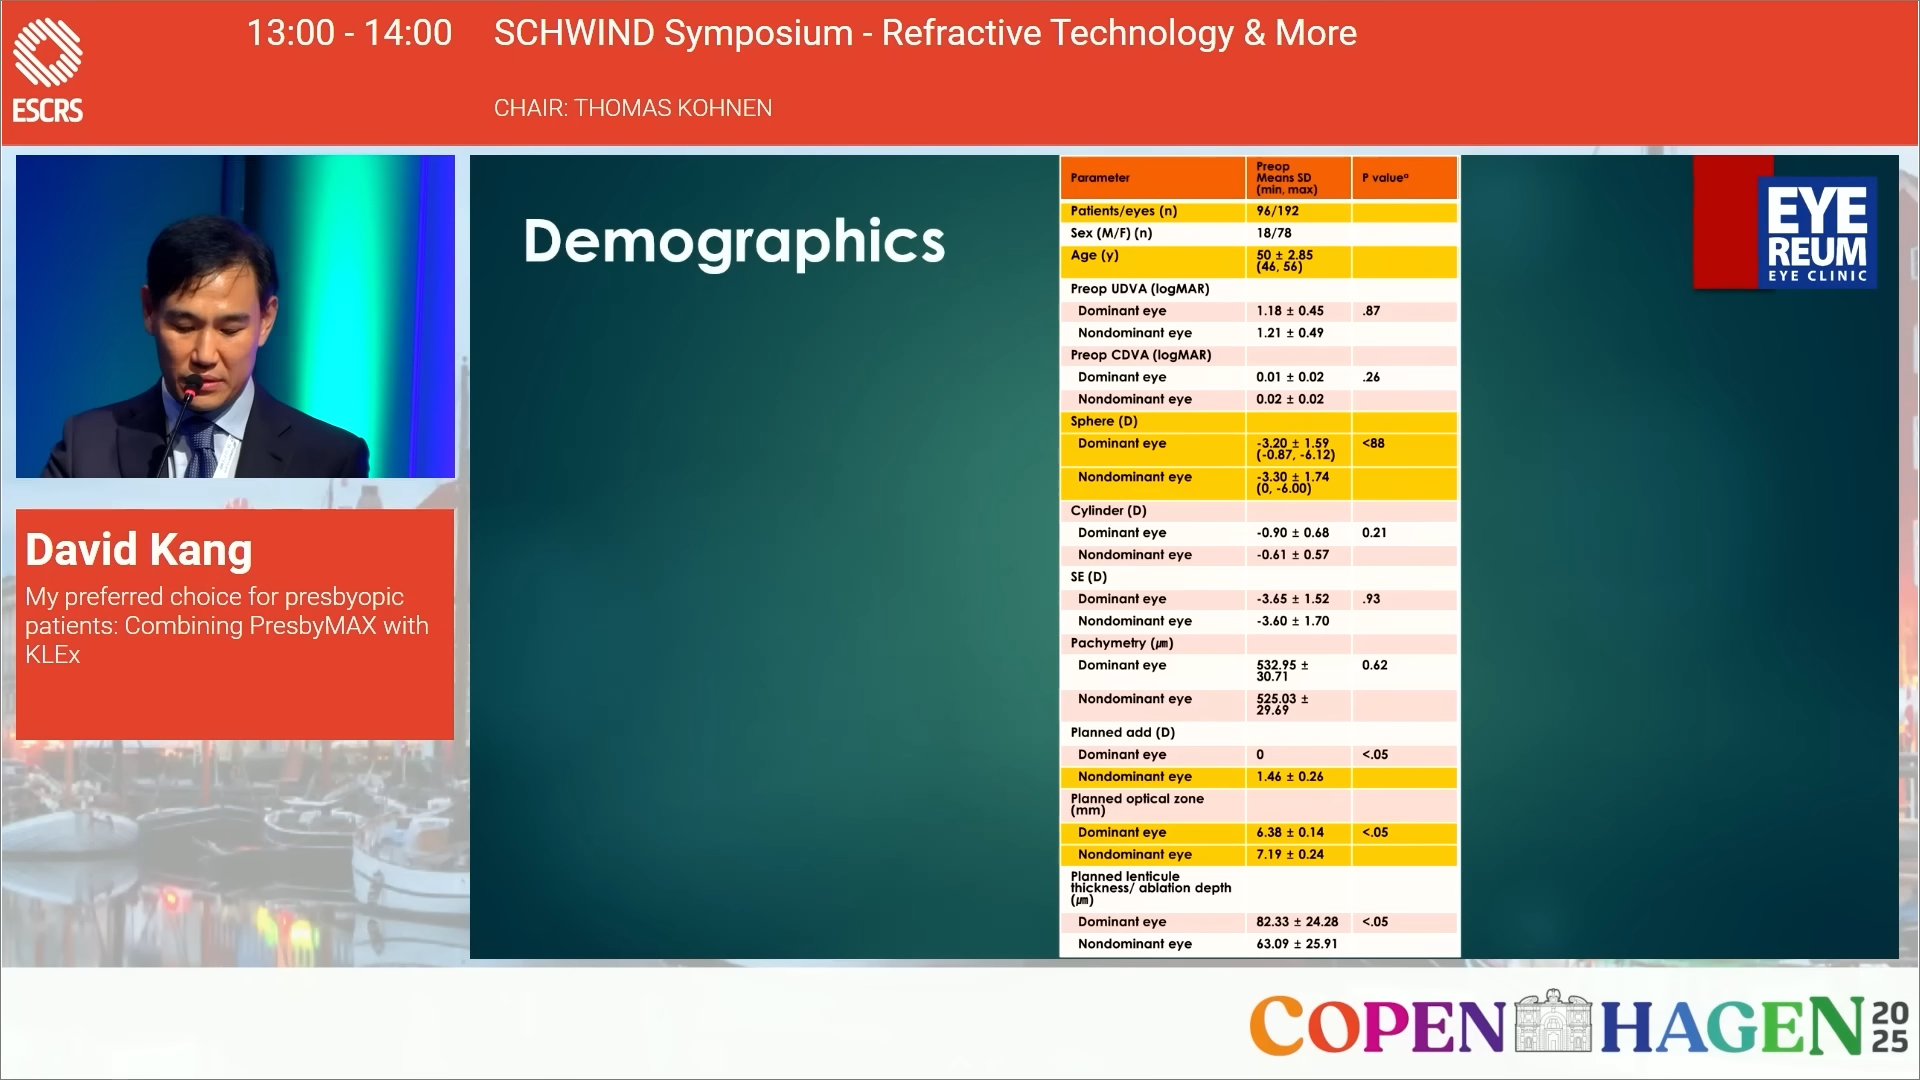 13:00 - 14:00
SCHWIND Symposium - Refractive Technology & More
ESCRS
CHAIR: THOMAS KOHNEN
David Kang
My preferred choice for presbyopic
patients: Combining PresbyMAX with
KLEx
Demographics
EYE
REUM
EYE CLINIC
Parameter Preop Means SD (min, max) P valueᵃ
Patients/eyes (n) 96/192
Sex (M/F) (n) 18/78
Age (y) 50 ± 2.85 (46, 56)
Preop UDVA (logMAR)
Dominant eye 1.18 ± 0.45 .87
Nondominant eye 1.21 ± 0.49
Preop CDVA (logMAR)
Dominant eye 0.01 ± 0.02 .26
Nondominant eye 0.02 ± 0.02
Sphere (D)
Dominant eye -3.20 ± 1.59 (-0.87, -6.12) <88
Nondominant eye -3.30 ± 1.74 (0, -6.00)
Cylinder (D)
Dominant eye -0.90 ± 0.68 0.21
Nondominant eye -0.61 ± 0.57
SE (D)
Dominant eye -3.65 ± 1.52 .93
Nondominant eye -3.60 ± 1.70
Pachymetry (㎛)
Dominant eye 532.95 ± 30.71 0.62
Nondominant eye 525.03 ± 29.69
Planned add (D)
Dominant eye 0 <.05
Nondominant eye 1.46 ± 0.26
Planned optical zone (mm)
Dominant eye 6.38 ± 0.14 <.05
Nondominant eye 7.19 ± 0.24
Planned lenticule thickness/ ablation depth (㎛)
Dominant eye 82.33 ± 24.28 <.05
Nondominant eye 63.09 ± 25.91
COPENHAGEN 2025